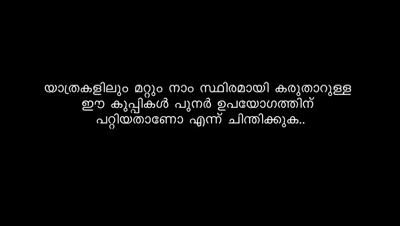 യാത്രകളിലും മറ്റും നാം സ്ഥിരമായി കരുതാറുള്ള
ഈ കുപ്പികൾ പുനർ ഉപയോഗത്തിന്
പറ്റിയതാണോ എന്ന് ചിന്തിക്കുക..